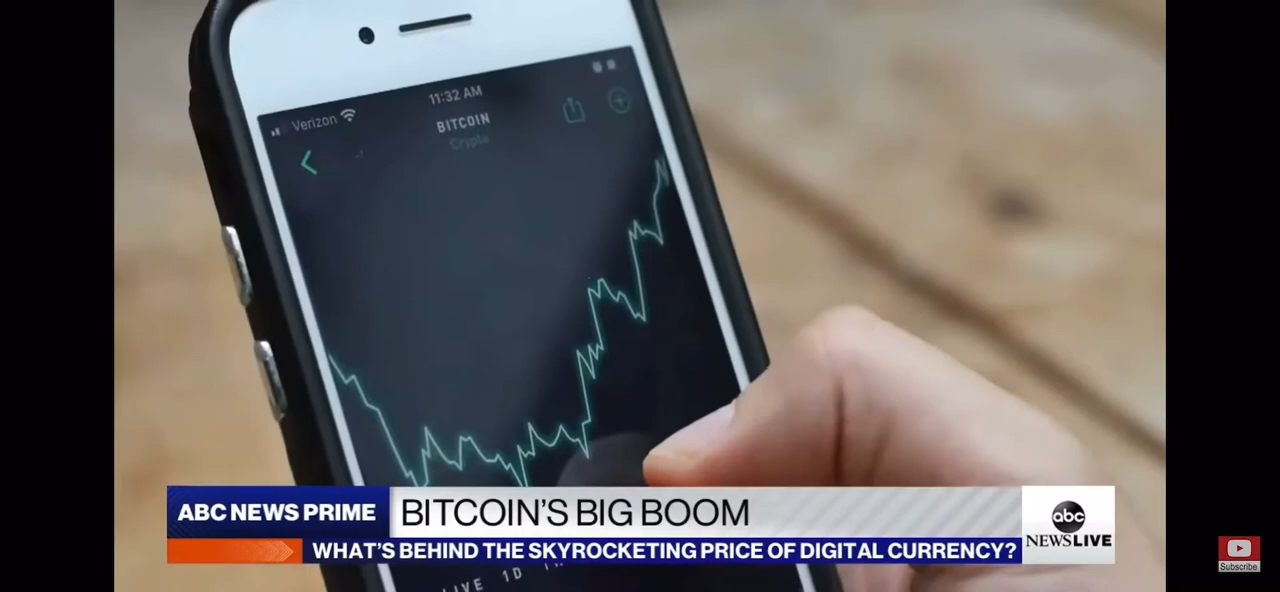 Verizon
11:32 AM
BITCOIN
Crypto
ABC NEWS PRIME
BITCOIN'S BIG BOOM
WHAT'S BEHIND THE SKYROCKETING PRICE OF DIGITAL CURRENCY?
abc
NEWSLIVE
Subscribe
LIVE 1D